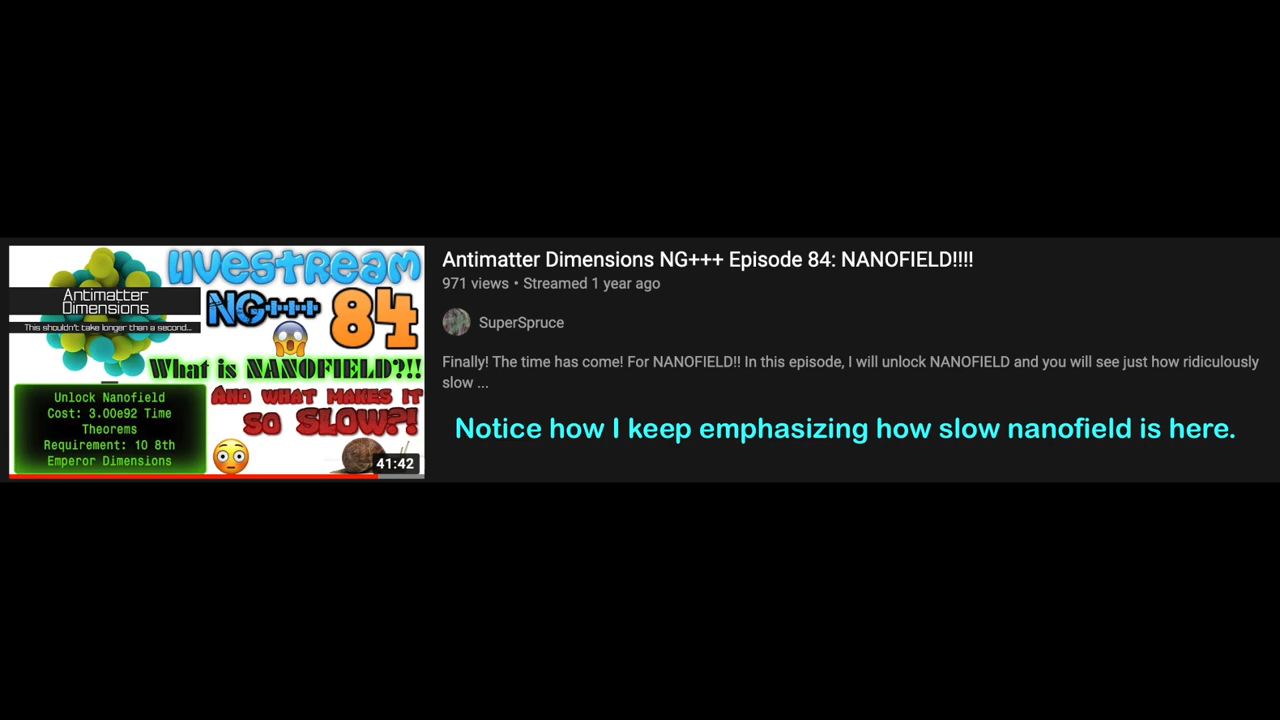 LIVESTREAM
Antimatter
Dimensions
This shouldn't take longer than a second...
NG+++ 84
What is NANOFIELD?!!
AND WHAT MAKES IT
SO SLOW?!
Unlock Nanofield
Cost: 3.00e92 Time
Theorems
Requirement: 10 8th
Emperor Dimensions
41:42
Antimatter Dimensions NG+++ Episode 84: NANOFIELD!!!!
971 views • Streamed 1 year ago
SuperSpruce
Finally! The time has come! For NANOFIELD!! In this episode, I will unlock NANOFIELD and you will see just how ridiculously
slow ...
Notice how I keep emphasizing how slow nanofield is here.